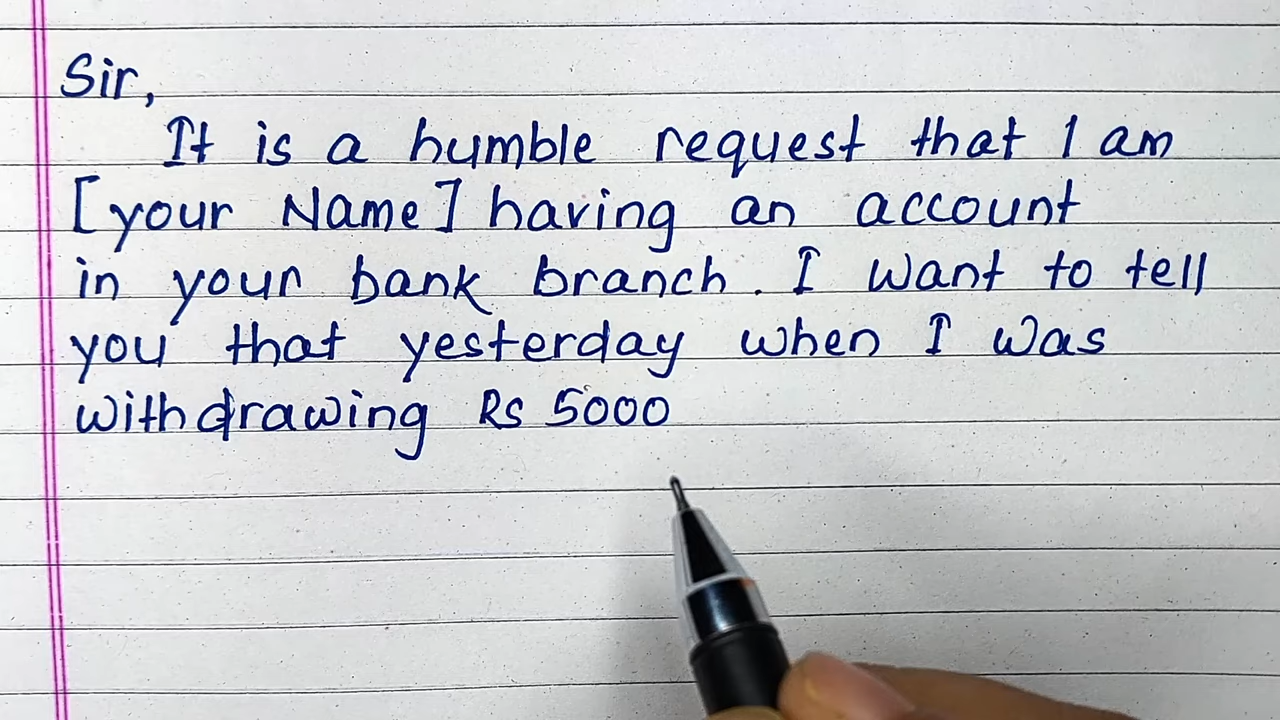 Sir,
It is a humble request that I am
[your Name] having an account
in your bank branch. I want to tell
you that yesterday when I was
withdrawing Rs 5000